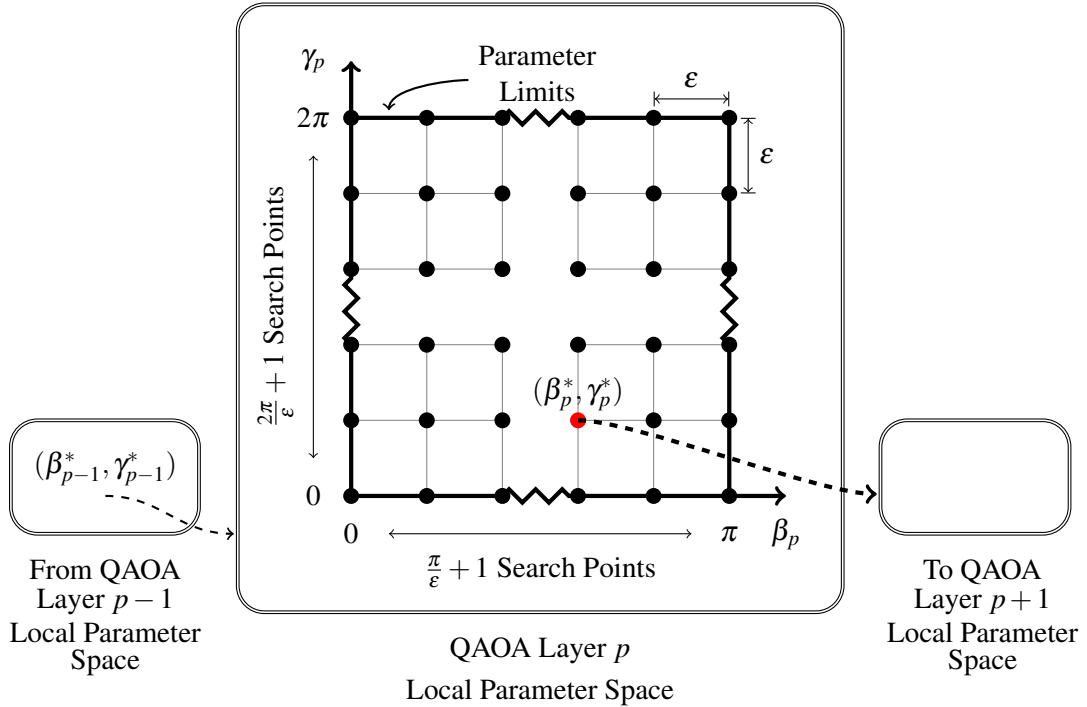 γ_p
Parameter
Limits
ε
2π
ε
2π/ε + 1 Search Points
(β*_p, γ*_p)
(β*_{p−1}, γ*_{p−1})
0
0
π
β_p
π/ε + 1 Search Points
From QAOA
Layer p − 1
Local Parameter
Space
To QAOA
Layer p + 1
Local Parameter
Space
QAOA Layer p
Local Parameter Space